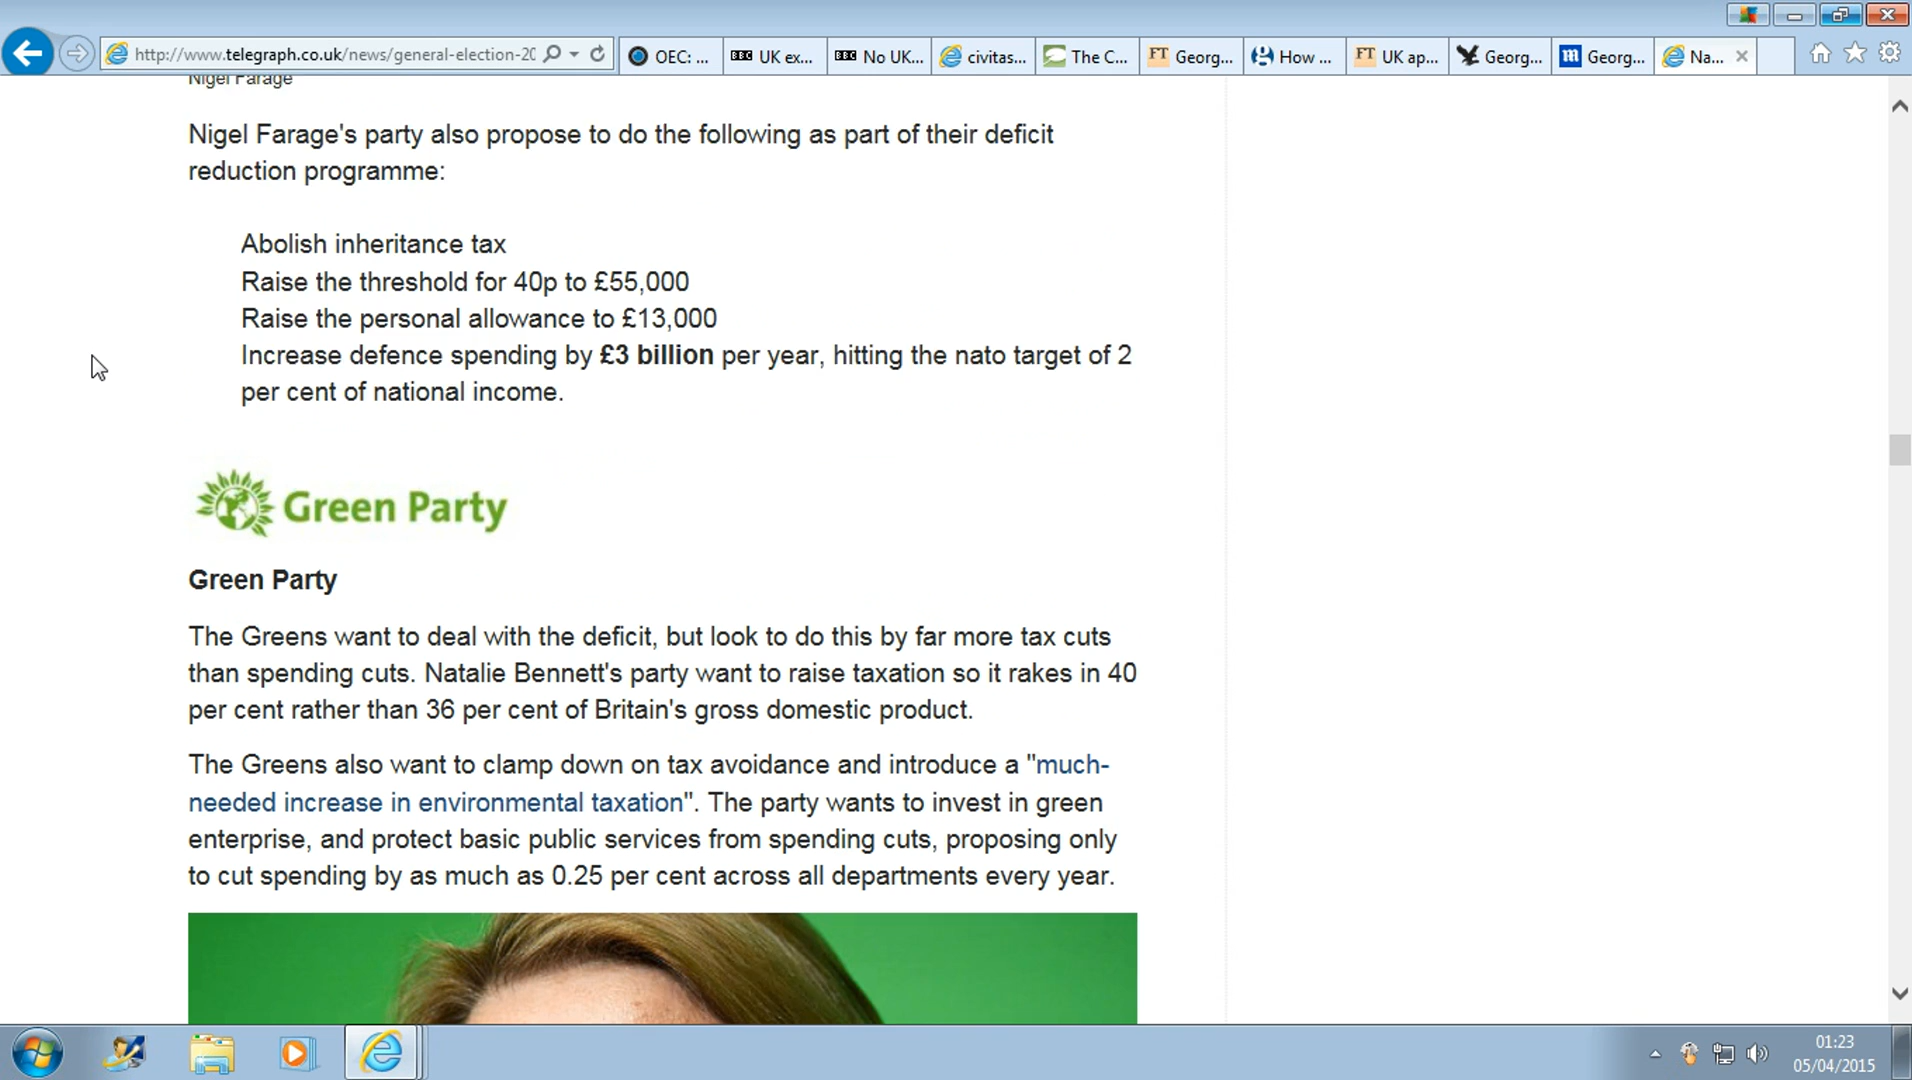 http://www.telegraph.co.uk/news/general-election-20
OEC: ...
BBC UK ex...
BBC No UK...
civitas...
The C...
FT Georg...
How ...
FT UK ap...
Georg...
m Georg...
Na...
Nigel Farage
Nigel Farage's party also propose to do the following as part of their deficit
reduction programme:
Abolish inheritance tax
Raise the threshold for 40p to £55,000
Raise the personal allowance to £13,000
Increase defence spending by £3 billion per year, hitting the nato target of 2
per cent of national income.
Green Party
Green Party
The Greens want to deal with the deficit, but look to do this by far more tax cuts
than spending cuts. Natalie Bennett's party want to raise taxation so it rakes in 40
per cent rather than 36 per cent of Britain's gross domestic product.
The Greens also want to clamp down on tax avoidance and introduce a "much-
needed increase in environmental taxation". The party wants to invest in green
enterprise, and protect basic public services from spending cuts, proposing only
to cut spending by as much as 0.25 per cent across all departments every year.
01:23
05/04/2015